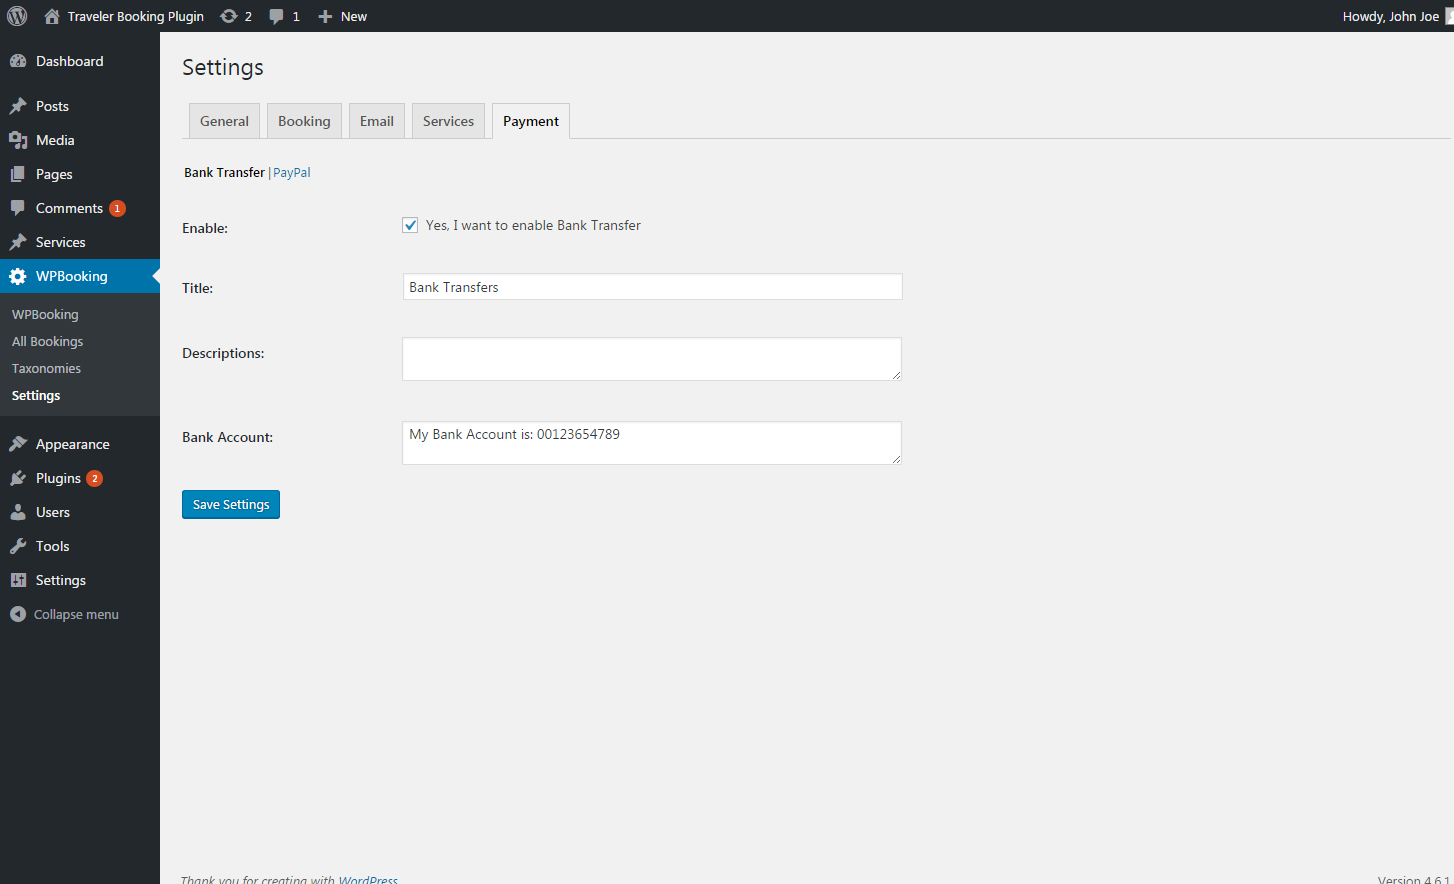 Traveler Booking Plugin 2 1 New Howdy, John Joe
Dashboard
Posts
Media
Pages
Comments 1
Services
WPBooking
WPBooking
All Bookings
Taxonomies
Settings
Appearance
Plugins 2
Users
Tools
Settings
Collapse menu
Settings
General Booking Email Services Payment
Bank Transfer | PayPal
Enable: Yes, I want to enable Bank Transfer
Title: Bank Transfers
Descriptions:
Bank Account: My Bank Account is: 00123654789
Save Settings
Thank you for creating with WordPress Version 4.6.1